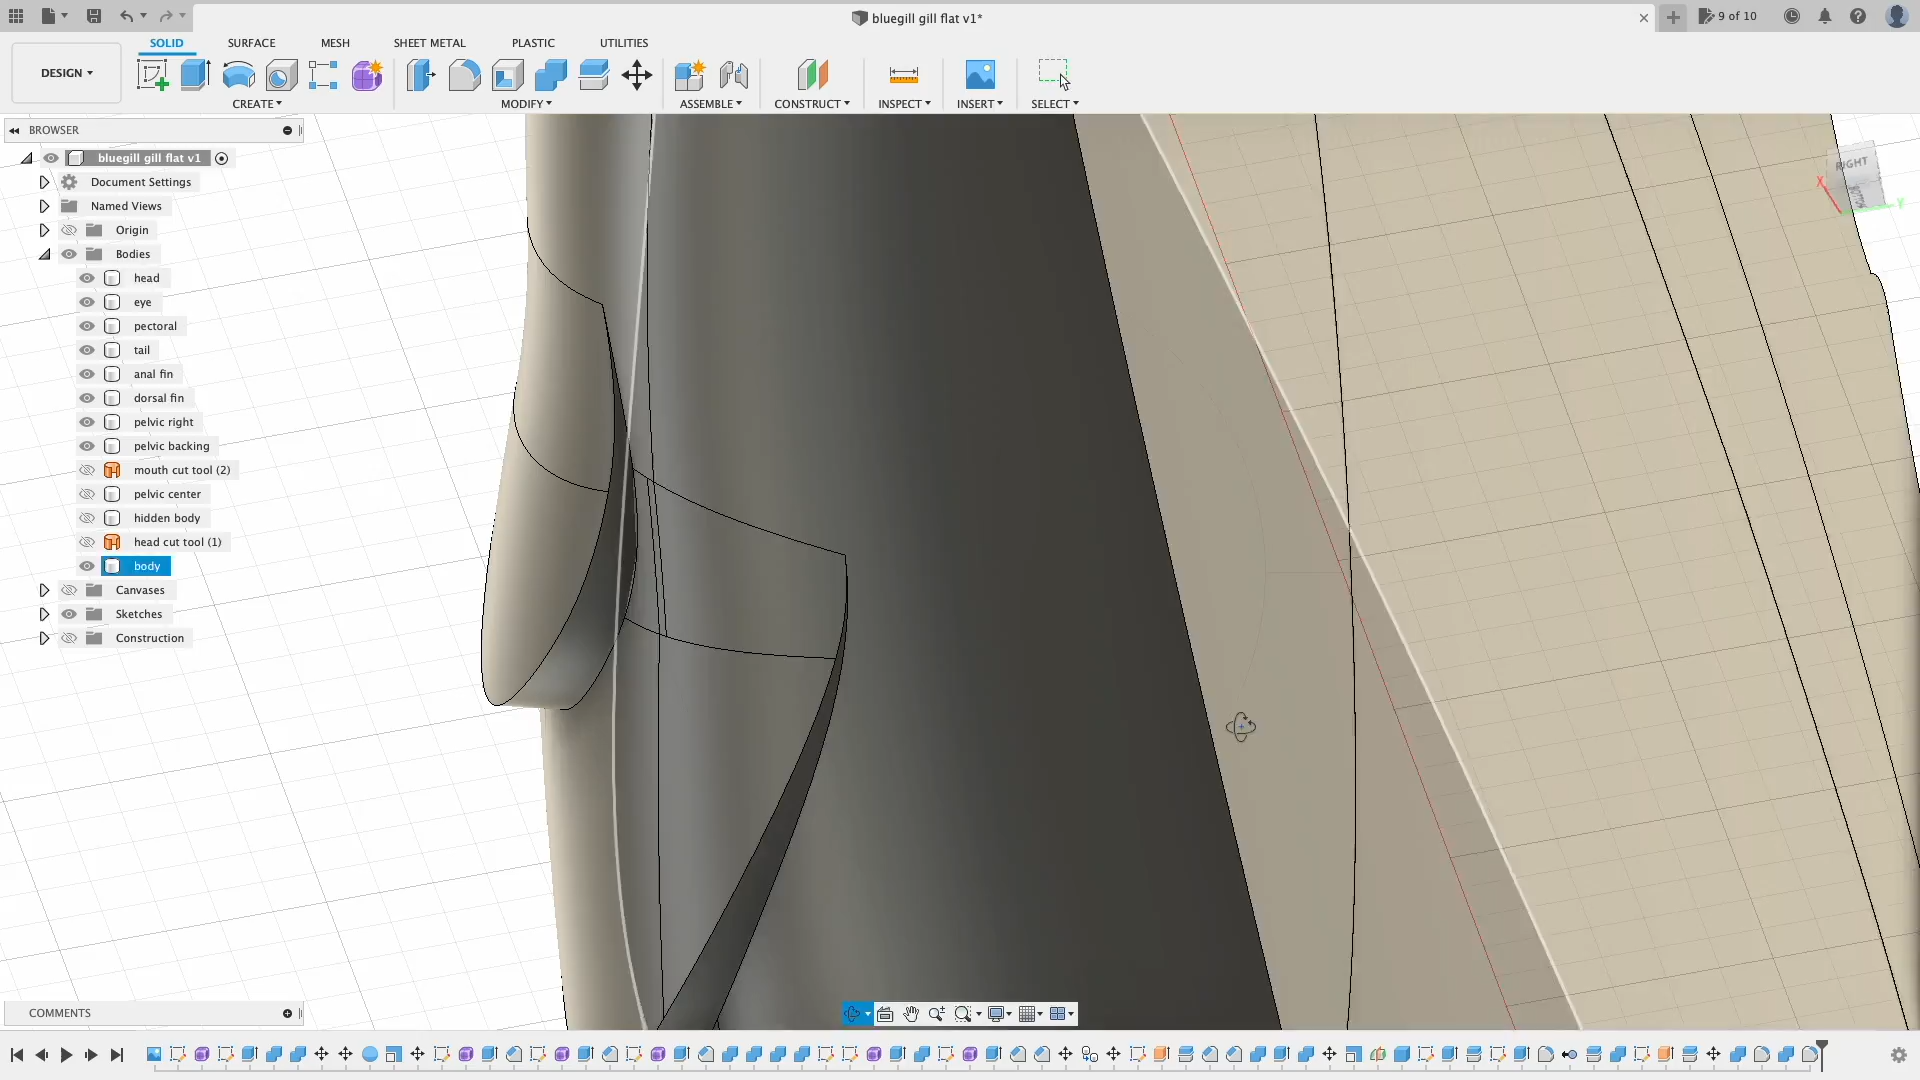 bluegill gill flat v1*
9 of 10
DESIGN
SOLID SURFACE MESH SHEET METAL PLASTIC UTILITIES
CREATE MODIFY ASSEMBLE CONSTRUCT INSPECT INSERT SELECT
BROWSER
bluegill gill flat v1
Document Settings
Named Views
Origin
Bodies
head
eye
pectoral
tail
anal fin
dorsal fin
pelvic right
pelvic backing
mouth cut tool (2)
pelvic center
hidden body
head cut tool (1)
body
Canvases
Sketches
Construction
RIGHT
X
Y
COMMENTS